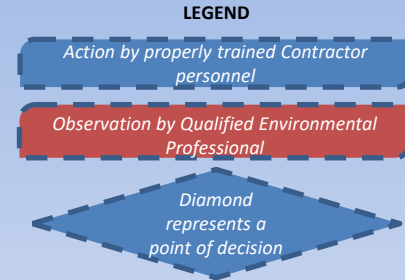 LEGEND
Action by properly trained Contractor
personnel
Observation by Qualified Environmental
Professional
Diamond
represents a
point of decision